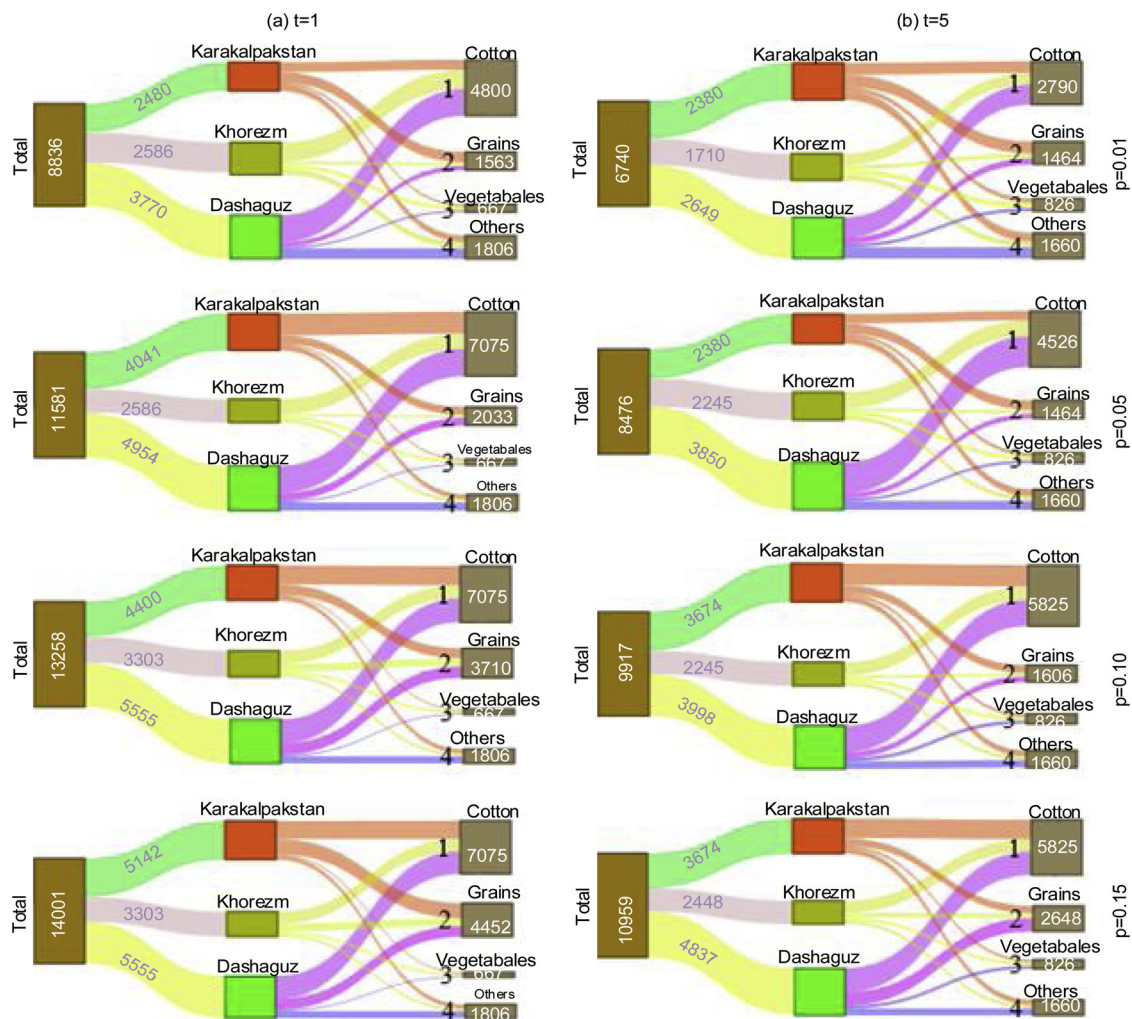 (a) t=1
(b) t=5
Karakalpakstan
Cotton
2480
1
4800
Total
8836
Khorezm
Grains
2586
2
1563
Vegetabales
3770
Dashaguz
3
667
Others
4
1806
Karakalpakstan
Cotton
2380
1
2790
Total
6740
Khorezm
Grains
1710
2
1464
Vegetabales
2649
Dashaguz
3
826
Others
4
1660
p=0.01
Karakalpakstan
Cotton
4041
1
7075
Total
11581
Khorezm
Grains
2586
2
2033
Vegetabales
4954
Dashaguz
3
667
Others
4
1806
Karakalpakstan
Cotton
2380
1
4526
Total
8476
Khorezm
Grains
2245
2
1464
Vegetabales
3850
Dashaguz
3
826
Others
4
1660
p=0.05
Karakalpakstan
Cotton
4400
1
7075
Total
13258
Khorezm
Grains
3303
2
3710
Vegetabales
5555
Dashaguz
3
667
Others
4
1806
Karakalpakstan
Cotton
3674
1
5825
Total
9917
Khorezm
Grains
2245
2
1606
Vegetabales
3998
Dashaguz
3
826
Others
4
1660
p=0.10
Karakalpakstan
Cotton
5142
1
7075
Total
14001
Khorezm
Grains
3303
2
4452
Vegetabales
5555
Dashaguz
3
667
Others
4
1806
Karakalpakstan
Cotton
3674
1
5825
Total
10959
Khorezm
Grains
2448
2
2648
Vegetabales
4837
Dashaguz
3
826
Others
4
1660
p=0.15